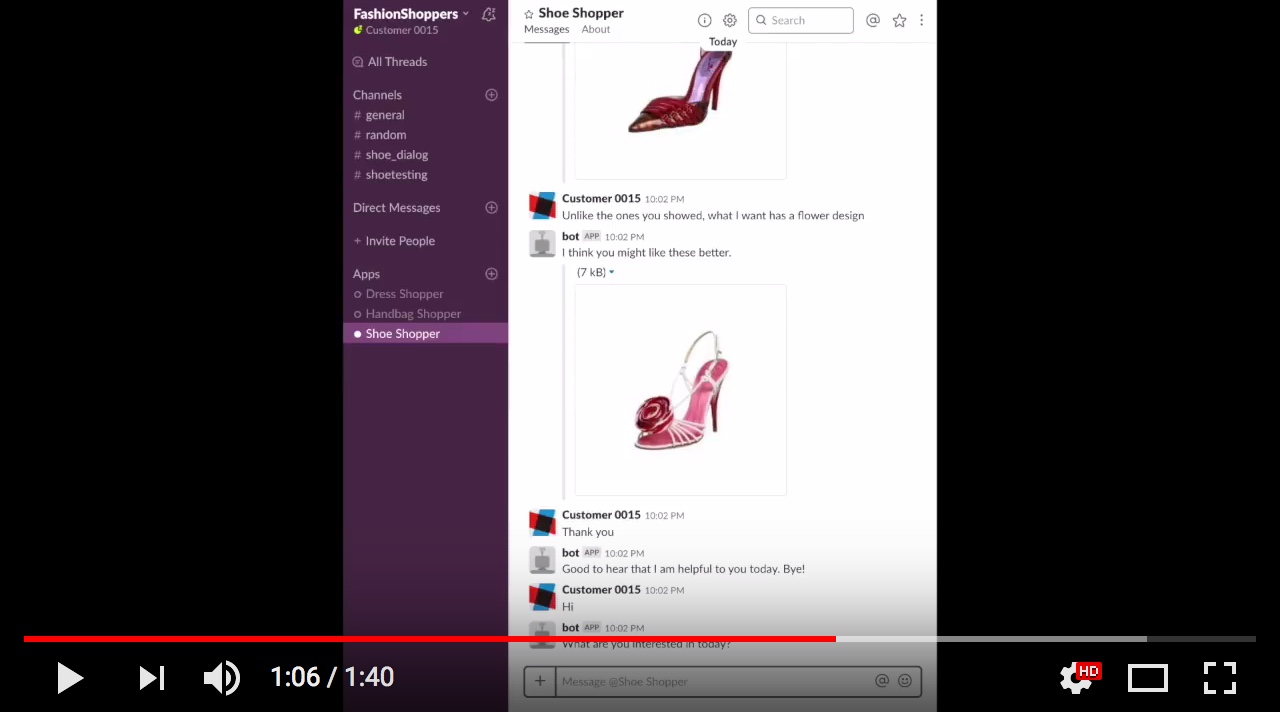 FashionShoppers
Customer 0015
All Threads
Channels
# general
# random
# shoe_dialog
# shoetesting
Direct Messages
+ Invite People
Apps
Dress Shopper
Handbag Shopper
Shoe Shopper
Shoe Shopper
Messages About
Search
Today
Customer 0015 10:02 PM
Unlike the ones you showed, what I want has a flower design
bot APP 10:02 PM
I think you might like these better.
(7 kB)
Customer 0015 10:02 PM
Thank you
bot APP 10:02 PM
Good to hear that I am helpful to you today. Bye!
Customer 0015 10:02 PM
Hi
bot APP 10:02 PM
What are you interested in today?
Message @Shoe Shopper
1:06 / 1:40
HD